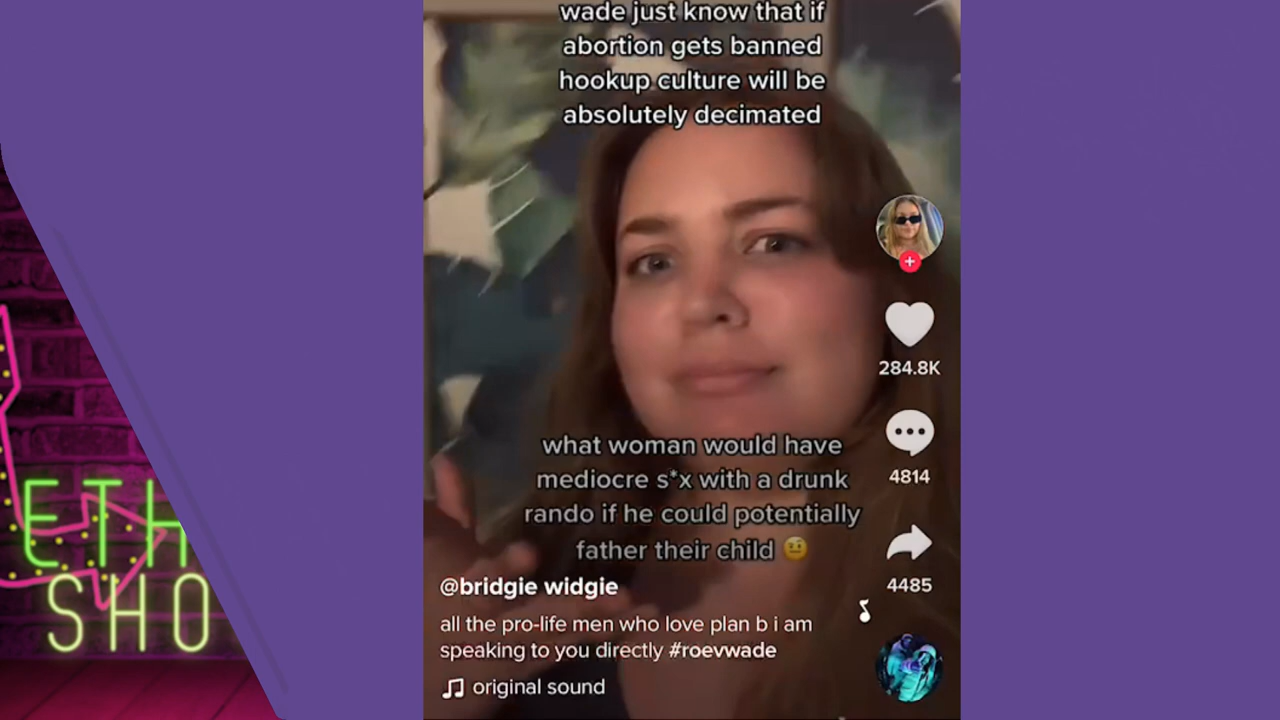 wade just know that if
abortion gets banned
hookup culture will be
absolutely decimated
284.8K
what woman would have
mediocre s*x with a drunk
rando if he could potentially
father their child 🤨
4814
4485
@bridgie widgie
all the pro-life men who love plan b i am
speaking to you directly #roevwade
original sound
ETH
SHO